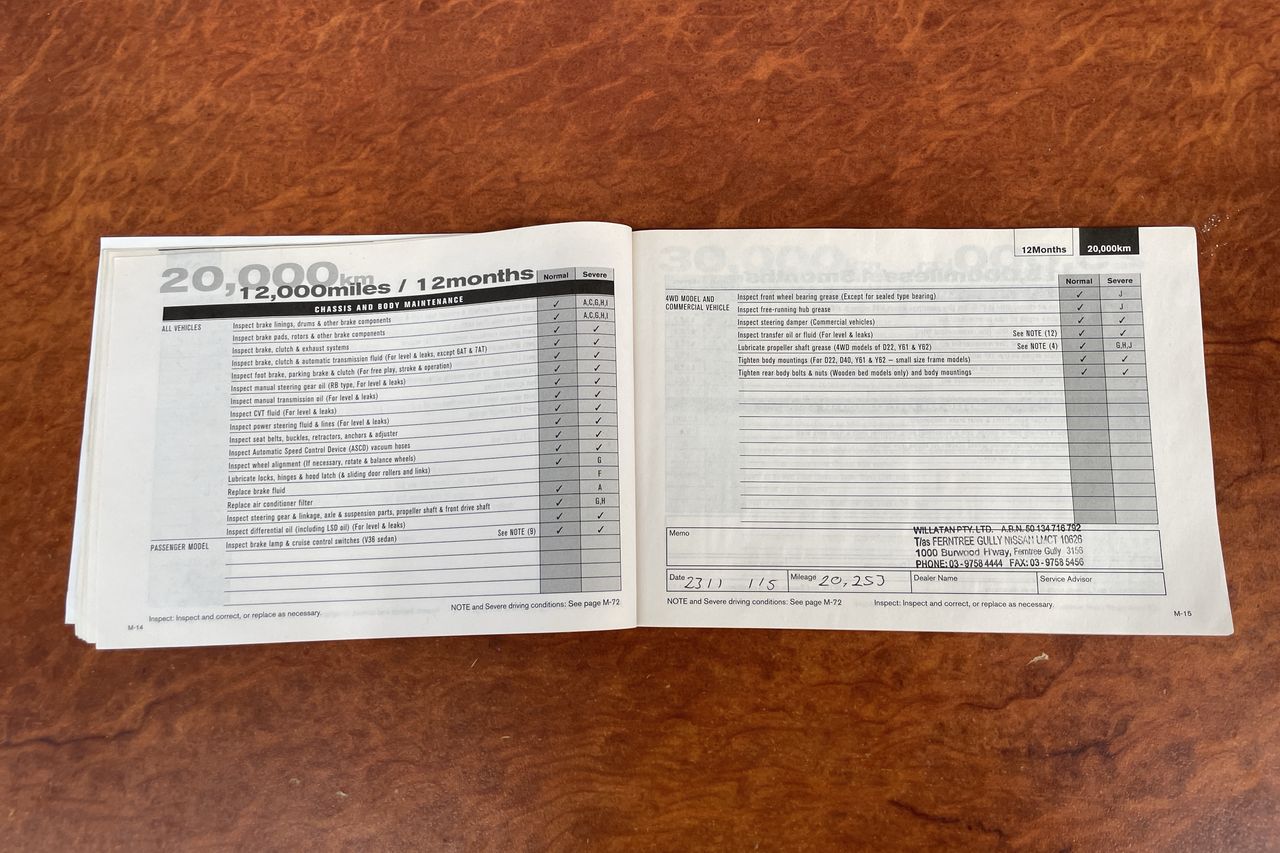 20,000km
12,000miles / 12months
Normal Severe
CHASSIS AND BODY MAINTENANCE
ALL VEHICLES
Inspect brake linings, drums & other brake components ✓ A,C,G,H,I
Inspect brake pads, rotors & other brake components ✓ A,C,G,H,I
Inspect brake, clutch & exhaust systems ✓ ✓
Inspect brake, clutch & automatic transmission fluid (For level & leaks, except 6AT & 7AT) ✓ ✓
Inspect foot brake, parking brake & clutch (For free play, stroke & operation) ✓ ✓
Inspect manual steering gear oil (RB type, For level & leaks) ✓ ✓
Inspect manual transmission oil (For level & leaks) ✓ ✓
Inspect CVT fluid (For level & leaks) ✓ ✓
Inspect power steering fluid & lines (For level & leaks) ✓ ✓
Inspect seat belts, buckles, retractors, anchors & adjuster ✓ ✓
Inspect Automatic Speed Control Device (ASCD) vacuum hoses ✓ ✓
Inspect wheel alignment (If necessary, rotate & balance wheels) ✓ ✓
Lubricate locks, hinges & hood latch (& sliding door rollers and links) ✓ G
Replace brake fluid F
Replace air conditioner filter ✓ A
Inspect steering gear & linkage, axle & suspension parts, propeller shaft & front drive shaft ✓ G,H
Inspect differential oil (including LSD oil) (For level & leaks) See NOTE (9) ✓ ✓
PASSENGER MODEL Inspect brake lamp & cruise control switches (V36 sedan) ✓ ✓
NOTE and Severe driving conditions: See page M-72
Inspect: Inspect and correct, or replace as necessary.
M-14
12Months 20,000km
Normal Severe
4WD MODEL AND
COMMERCIAL VEHICLE
Inspect front wheel bearing grease (Except for sealed type bearing) ✓ J
Inspect free-running hub grease ✓ J
Inspect steering damper (Commercial vehicles) ✓ ✓
Inspect transfer oil or fluid (For level & leaks) See NOTE (12) ✓ ✓
Lubricate propeller shaft grease (4WD models of D22, Y61 & Y62) See NOTE (4) ✓ G,H,J
Tighten body mountings (For D22, D40, Y61 & Y62 – small size frame models) ✓ ✓
Tighten rear body bolts & nuts (Wooden bed models only) and body mountings ✓ ✓
Memo
WILLATAN PTY. LTD. A.B.N. 50 134 716 792
T/as FERNTREE GULLY NISSAN LMCT 10626
1000 Burwood H'way, Ferntree Gully 3156
PHONE: 03 - 9758 4444 FAX: 03 - 9758 5456
Date 23 1 1 1 5 Mileage 20,253 Dealer Name Service Advisor
NOTE and Severe driving conditions: See page M-72 Inspect: Inspect and correct, or replace as necessary.
M-15